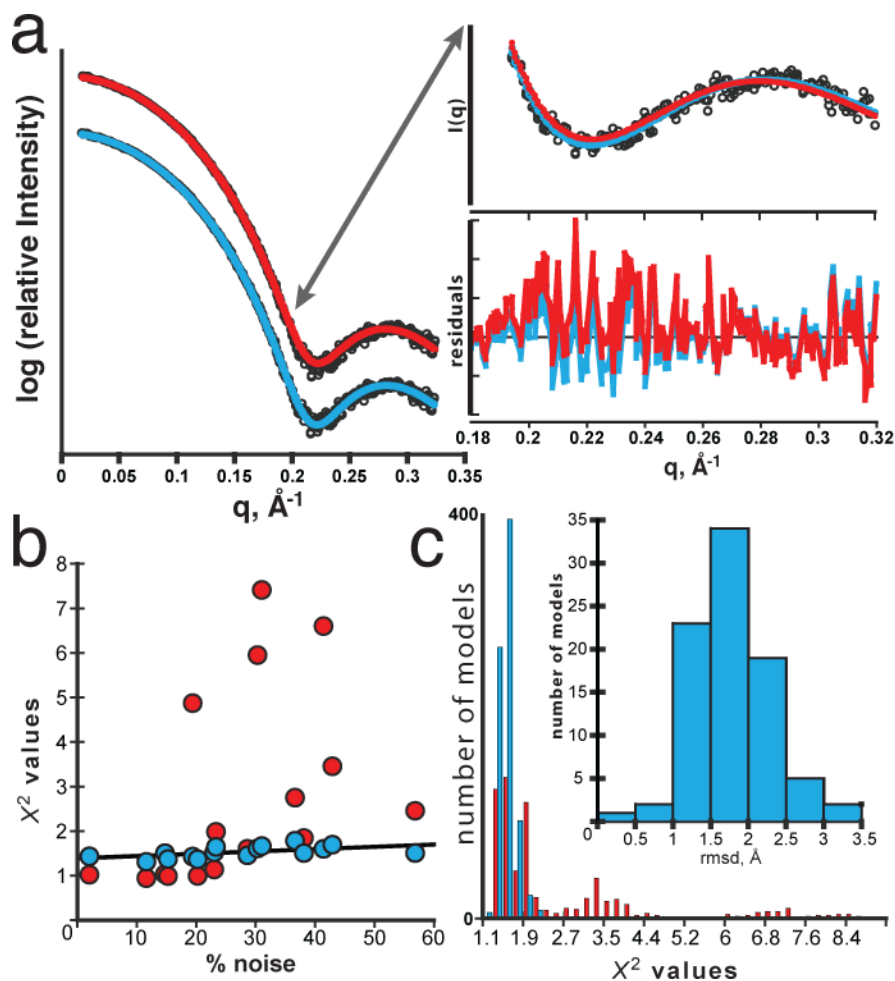 a
log (relative Intensity)
0 0.05 0.1 0.15 0.2 0.25 0.3 0.35
q, Å-1
I(q)
residuals
0.18 0.2 0.22 0.24 0.26 0.28 0.3 0.32
q, Å-1
b
X2 values
8
7
6
5
4
3
2
1
0 10 20 30 40 50 60
% noise
c
number of models
400
0
1.1 1.9 2.7 3.5 4.4 5.2 6 6.8 7.6 8.4
X2 values
number of models
35
30
25
20
15
10
5
0 0.5 1 1.5 2 2.5 3 3.5
rmsd, Å